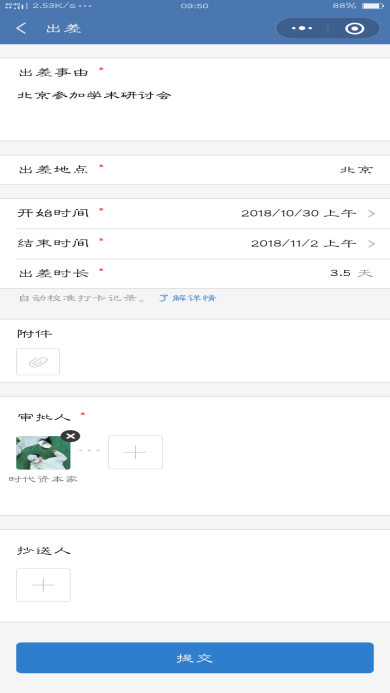 2.53K/s ··· 09:50 88%
出差
出差事由 *
北京参加学术研讨会
出差地点 * 北京
开始时间 * 2018/10/30 上午
结束时间 * 2018/11/2 上午
出差时长 * 3.5 天
自动校准打卡记录。 了解详情
附件
审批人 *
时代资本家
抄送人
提交